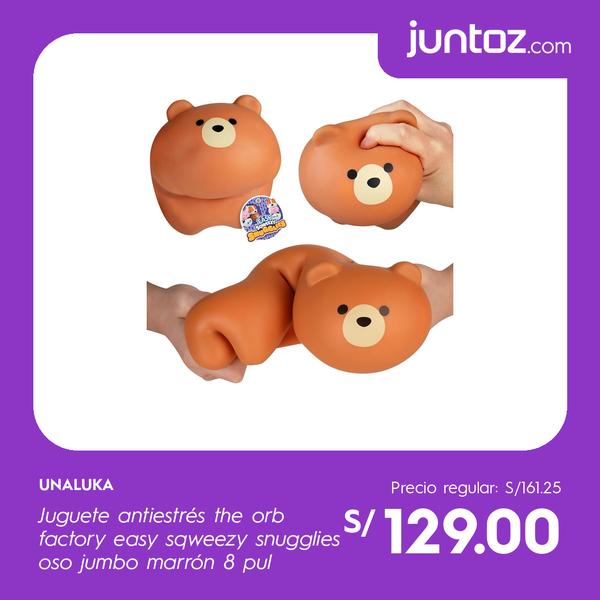 juntoz.com
UNALUKA
Juguete antiestrés the orb
factory easy sqweezy snugglies
oso jumbo marrón 8 pul
Precio regular: S/161.25
S/ 129.00